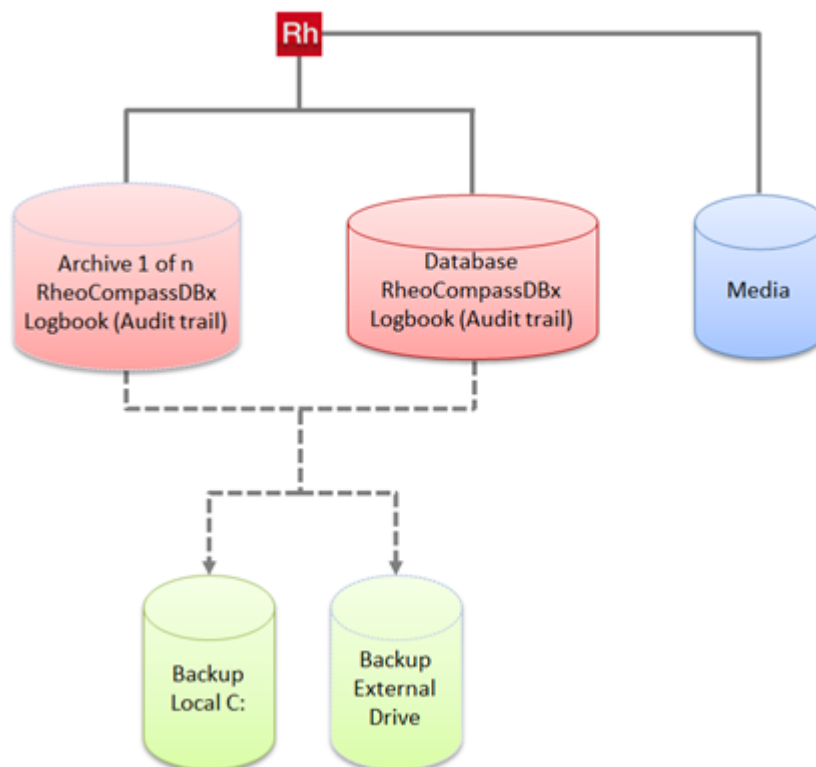 Rh
Archive 1 of n
RheoCompassDBx
Logbook (Audit trail)
Database
RheoCompassDBx
Logbook (Audit trail)
Media
Backup
Local C:
Backup
External
Drive